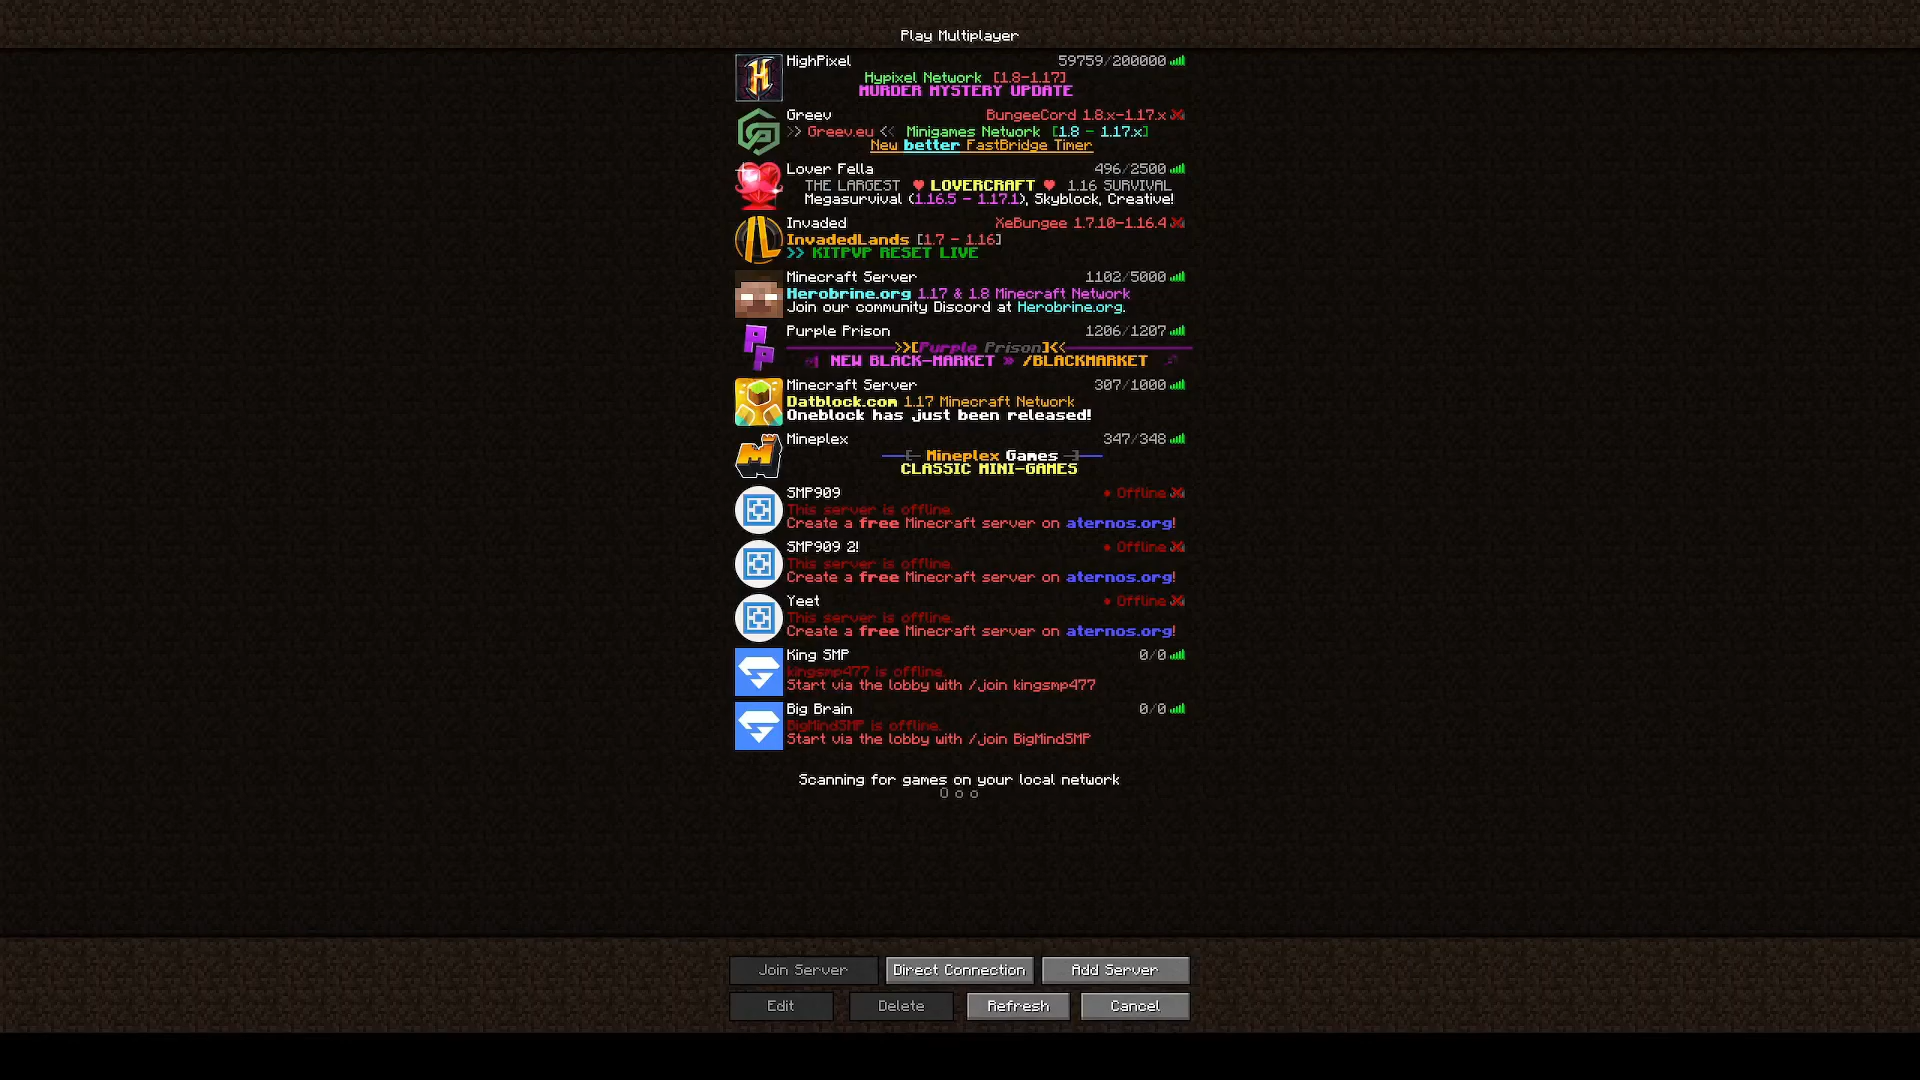 Play Multiplayer
HighPixel 59759/200000
Hypixel Network [1.8-1.17]
MURDER MYSTERY UPDATE
Greev BungeeCord 1.8.x-1.17.x
>> Greev.eu << Minigames Network [1.8 - 1.17.x]
New better FastBridge Timer
Lover Fella 496/2500
THE LARGEST ♥ LOVERCRAFT ♥ 1.16 SURVIVAL
Megasurvival (1.16.5 - 1.17.1), Skyblock, Creative!
Invaded XeBungee 1.7.10-1.16.4
InvadedLands [1.7 - 1.16]
>> KITPVP RESET LIVE
Minecraft Server 1102/5000
Herobrine.org 1.17 & 1.8 Minecraft Network
Join our community Discord at Herobrine.org.
Purple Prison 1206/1207
>>[Purple Prison]<<
NEW BLACK-MARKET » /BLACKMARKET
Minecraft Server 307/1000
Datblock.com 1.17 Minecraft Network
Oneblock has just been released!
Mineplex 347/348
Mineplex Games
CLASSIC MINI-GAMES
SMP909 • Offline
This server is offline.
Create a free Minecraft server on aternos.org!
SMP909 2! • Offline
This server is offline.
Create a free Minecraft server on aternos.org!
Yeet • Offline
This server is offline.
Create a free Minecraft server on aternos.org!
King SMP 0/0
kingsmp477 is offline.
Start via the lobby with /join kingsmp477
Big Brain 0/0
BigMindSMP is offline.
Start via the lobby with /join BigMindSMP
Scanning for games on your local network
O o o
Join Server Direct Connection Add Server
Edit Delete Refresh Cancel